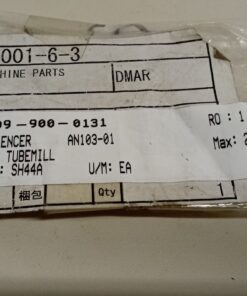 001-6-3
HINE PARTS
DMAR
09-900-0131
RO: 1
ENCER
AN103-01
TUBEMILL
Max: 2
: SH44A
U/M: EA
梱包
Qty
1